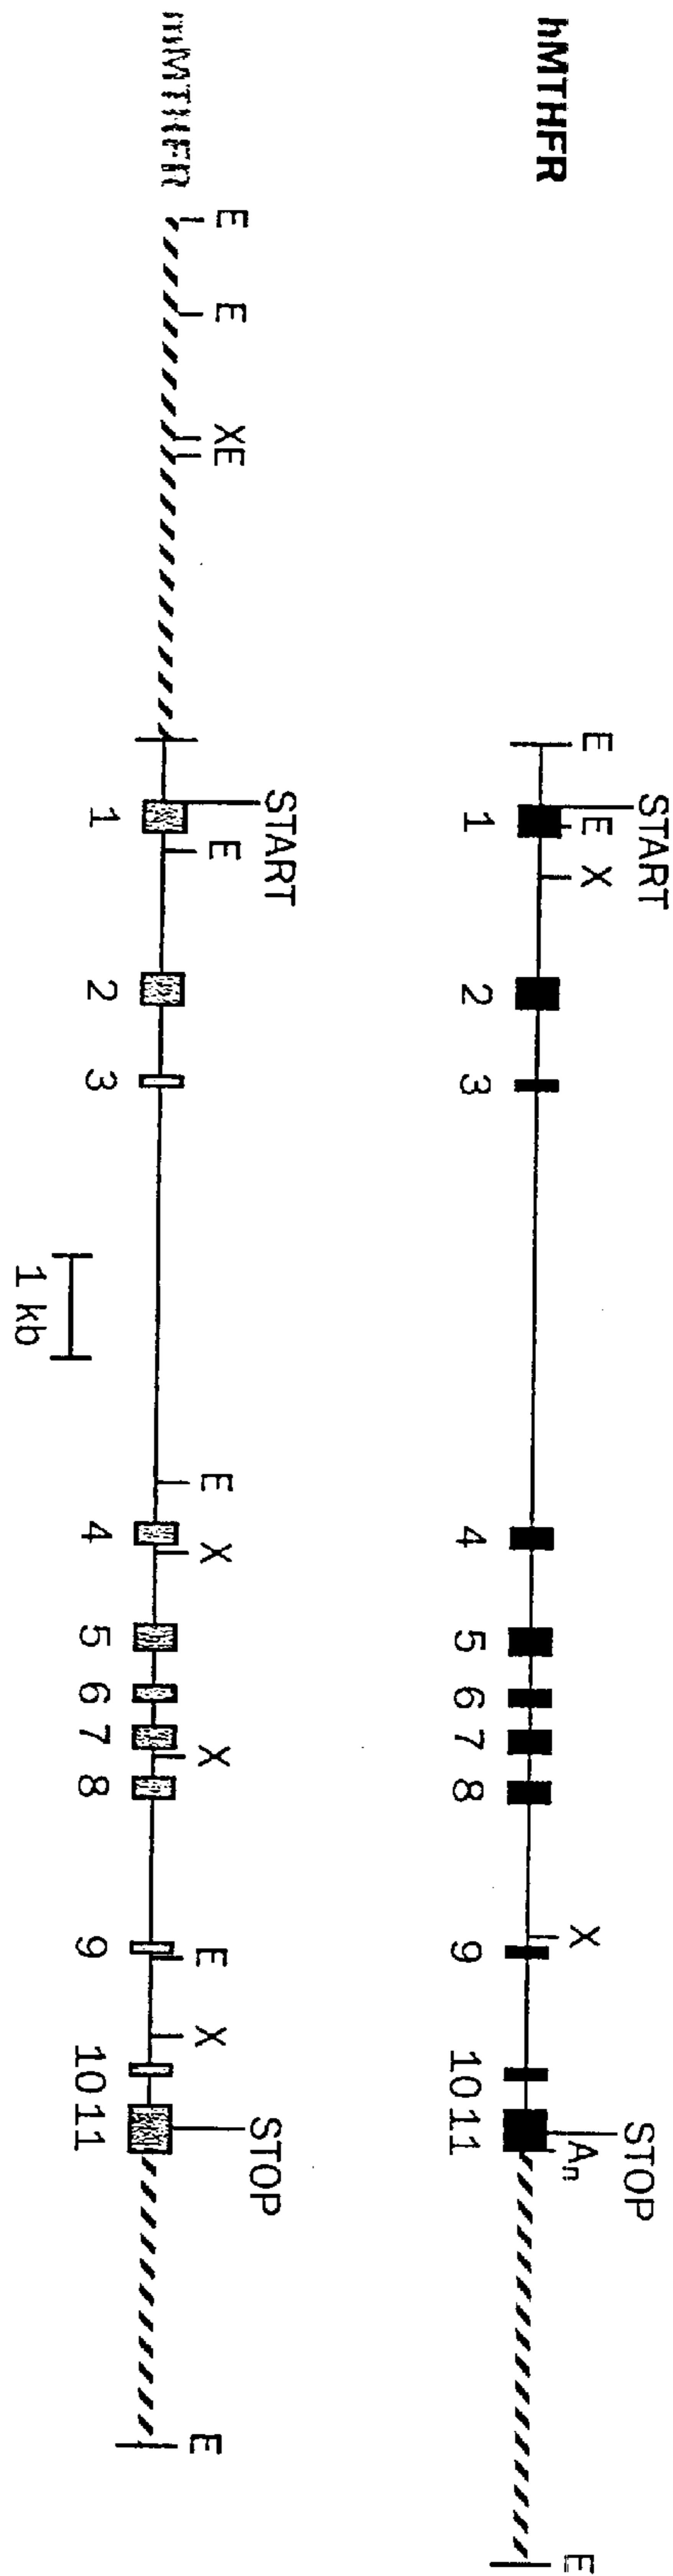 hMTHFR
START
STOP
E E X X Aₙ E
1 2 3 4 5 6 7 8 9 10 11
mMTHFR
START
STOP
E E X E E E X X E X E
1 2 3 4 5 6 7 8 9 10 11
1 kb